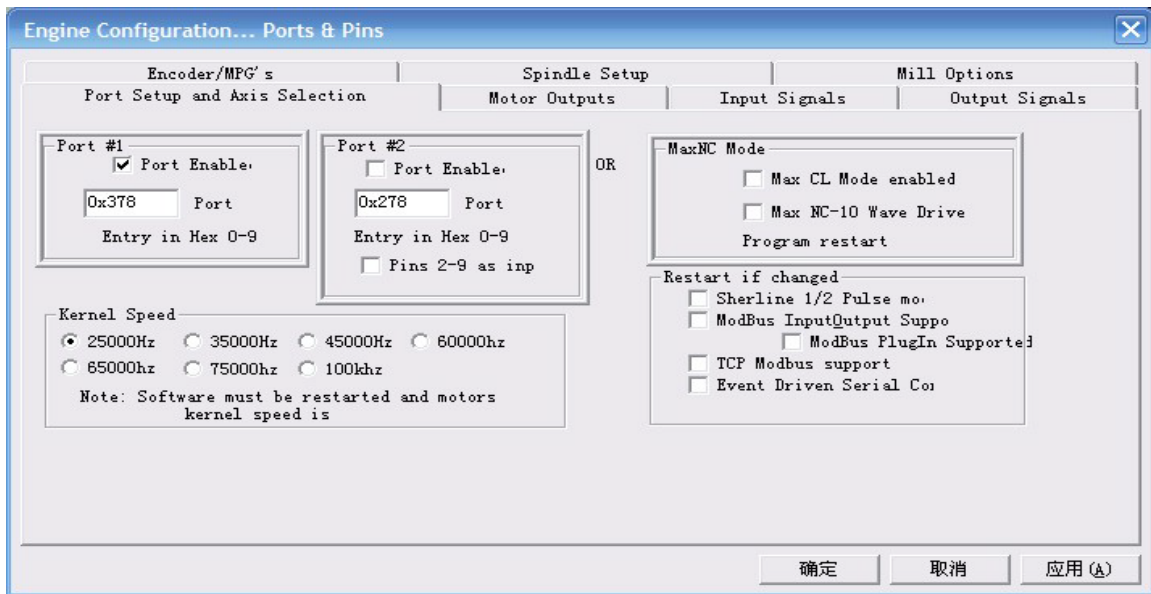 Engine Configuration... Ports & Pins
Encoder/MPG's Spindle Setup Mill Options
Port Setup and Axis Selection Motor Outputs Input Signals Output Signals
Port #1
Port Enable
0x378 Port
Entry in Hex 0-9
Port #2
Port Enable
0x278 Port
Entry in Hex 0-9
Pins 2-9 as inp
OR
MaxNC Mode
Max CL Mode enabled
Max NC-10 Wave Drive
Program restart
Restart if changed
Sherline 1/2 Pulse mo
ModBus InputOutput Suppo
ModBus PlugIn Supported
TCP Modbus support
Event Driven Serial Co
Kernel Speed
25000Hz 35000Hz 45000Hz 60000hz
65000hz 75000hz 100khz
Note: Software must be restarted and motors
kernel speed is
确定 取消 应用(A)